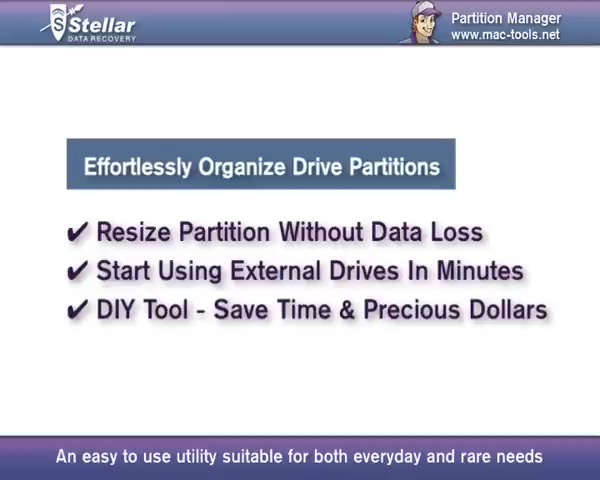 Stellar
DATA RECOVERY
Partition Manager
www.mac-tools.net
Effortlessly Organize Drive Partitions
✔ Resize Partition Without Data Loss
✔ Start Using External Drives In Minutes
✔ DIY Tool - Save Time & Precious Dollars
An easy to use utility suitable for both everyday and rare needs